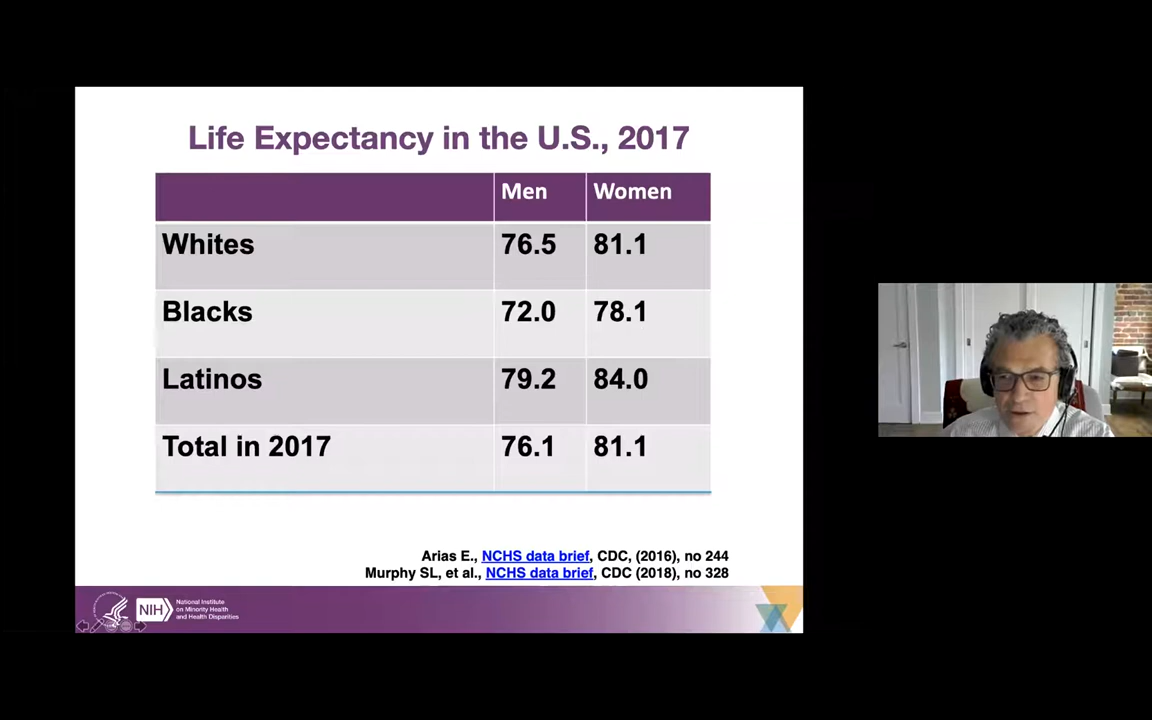 Life Expectancy in the U.S., 2017
Men Women
Whites 76.5 81.1
Blacks 72.0 78.1
Latinos 79.2 84.0
Total in 2017 76.1 81.1
Arias E., NCHS data brief, CDC, (2016), no 244
Murphy SL, et al., NCHS data brief, CDC (2018), no 328
NIH
National Institute
on Minority Health
and Health Disparities